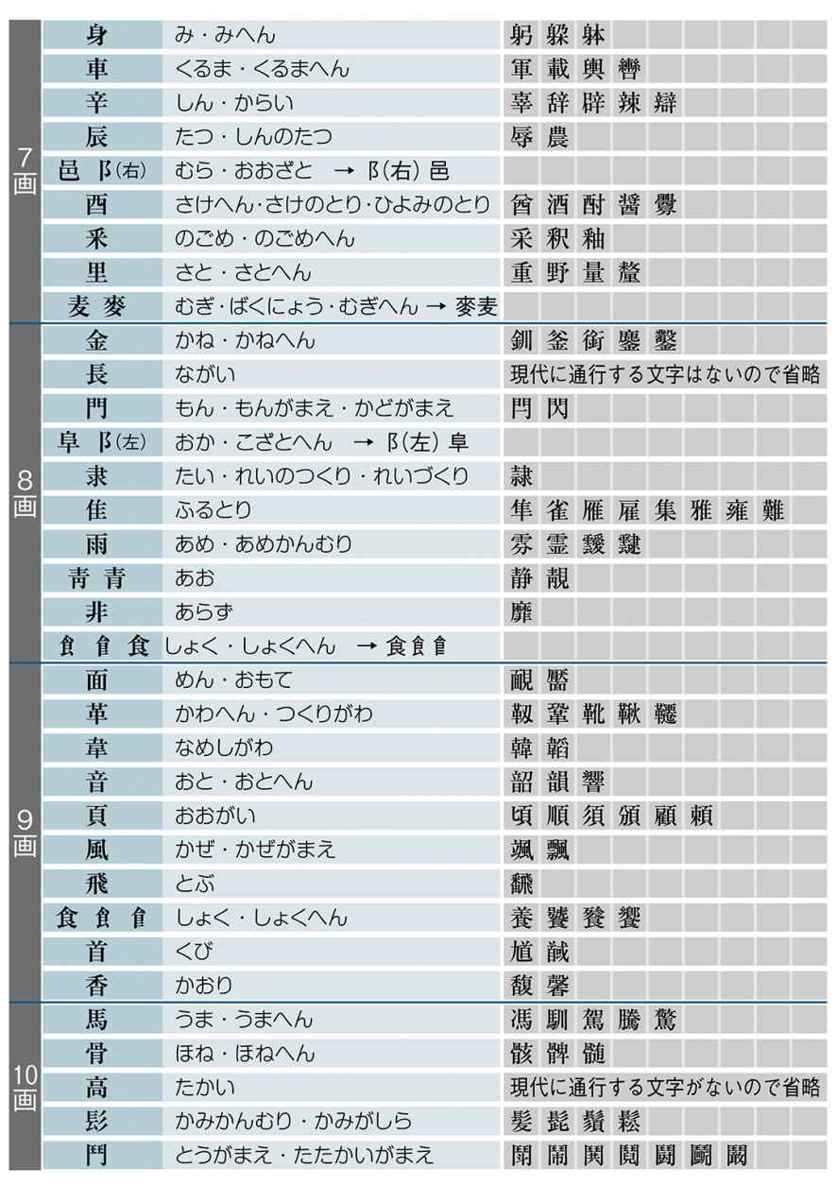 7画
身 み・みへん 躬 躱 躰
車 くるま・くるまへん 軍 載 輿 轡
辛 しん・からい 辜 辞 辟 辣 辯
辰 たつ・しんのたつ 辱 農
邑 阝(右) むら・おおざと → 阝(右) 邑
酉 さけへん・さけのとり・ひよみのとり 酋 酒 酎 醤 釁
釆 のごめ・のごめへん 采 釈 釉
里 さと・さとへん 重 野 量 釐
麦 麥 むぎ・ばくにょう・むぎへん → 麥麦
8画
金 かね・かねへん 釧 釜 銜 鏖 鑿
長 ながい 現代に通行する文字はないので省略
門 もん・もんがまえ・かどがまえ 閂 閃
阜 阝(左) おか・こざとへん → 阝(左) 阜
隶 たい・れいのつくり・れいづくり 隷
隹 ふるとり 隼 雀 雁 雇 集 雅 雍 難
雨 あめ・あめかんむり 雰 霊 靉 靆
靑 青 あお 静 靚
非 あらず 靡
飠 𩙿 食 しょく・しょくへん → 食飠𩙿
9画
面 めん・おもて 靦 靨
革 かわへん・つくりがわ 靱 鞏 靴 鞦 韆
韋 なめしがわ 韓 韜
音 おと・おとへん 韶 韻 響
頁 おおがい 頃 順 須 頒 顧 頼
風 かぜ・かぜがまえ 颯 飄
飛 とぶ 飜
食 飠 𩙿 しょく・しょくへん 養 饕 餮 饗
首 くび 馗 馘
香 かおり 馥 馨
10画
馬 うま・うまへん 馮 馴 駕 騰 驚
骨 ほね・ほねへん 骸 髀 髄
高 たかい 現代に通行する文字がないので省略
髟 かみかんむり・かみがしら 髪 髭 鬚 鬆
鬥 とうがまえ・たたかいがまえ 鬧 鬨 鬩 鬪